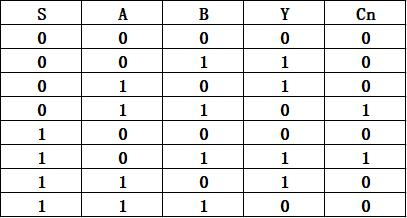 S A B Y Cn
0 0 0 0 0
0 0 1 1 0
0 1 0 1 0
0 1 1 0 1
1 0 0 0 0
1 0 1 1 1
1 1 0 1 0
1 1 1 0 0